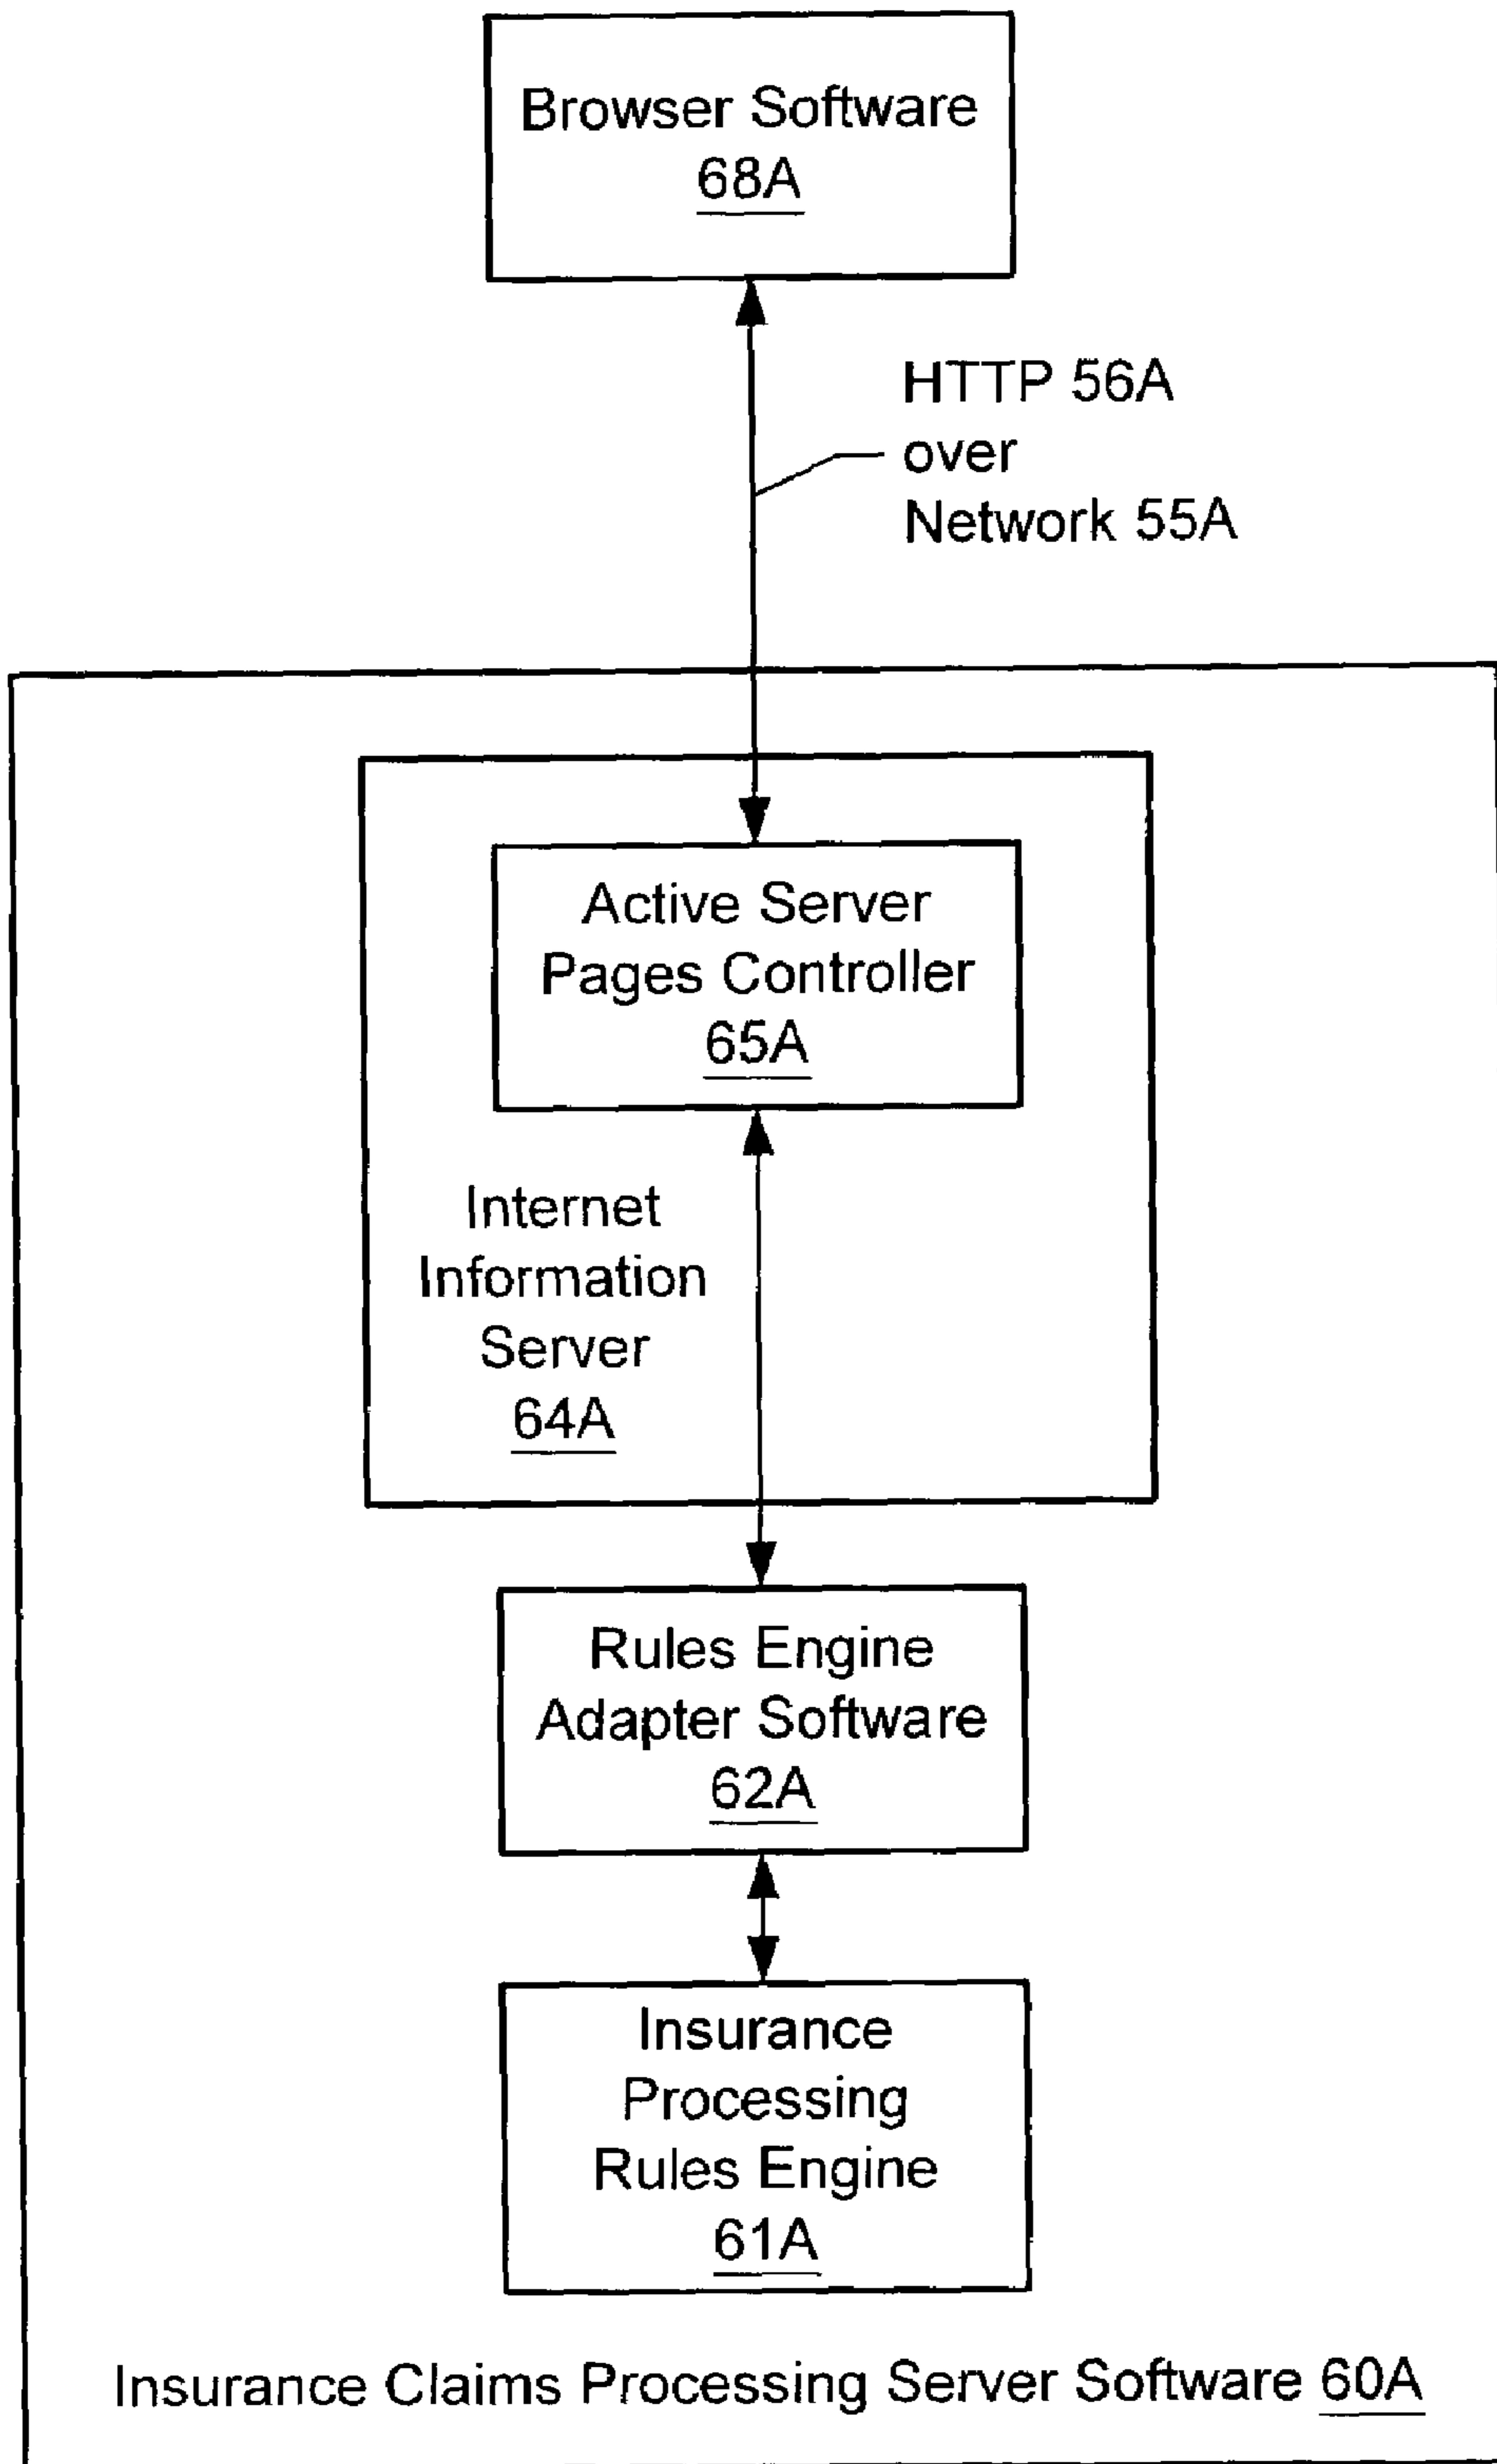 Browser Software
68A
HTTP 56A
over
Network 55A
Active Server
Pages Controller
65A
Internet
Information
Server
64A
Rules Engine
Adapter Software
62A
Insurance
Processing
Rules Engine
61A
Insurance Claims Processing Server Software 60A